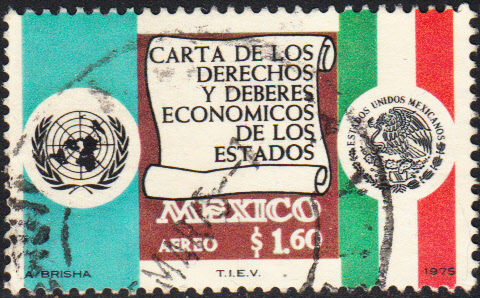 CARTA DE LOS
DERECHOS
Y DEBERES
ECONOMICOS
DE LOS
ESTADOS
ESTADOS UNIDOS MEXICANOS
MEXICO
AEREO $1.60
A/BRISHA
T.I.E.V.
1975